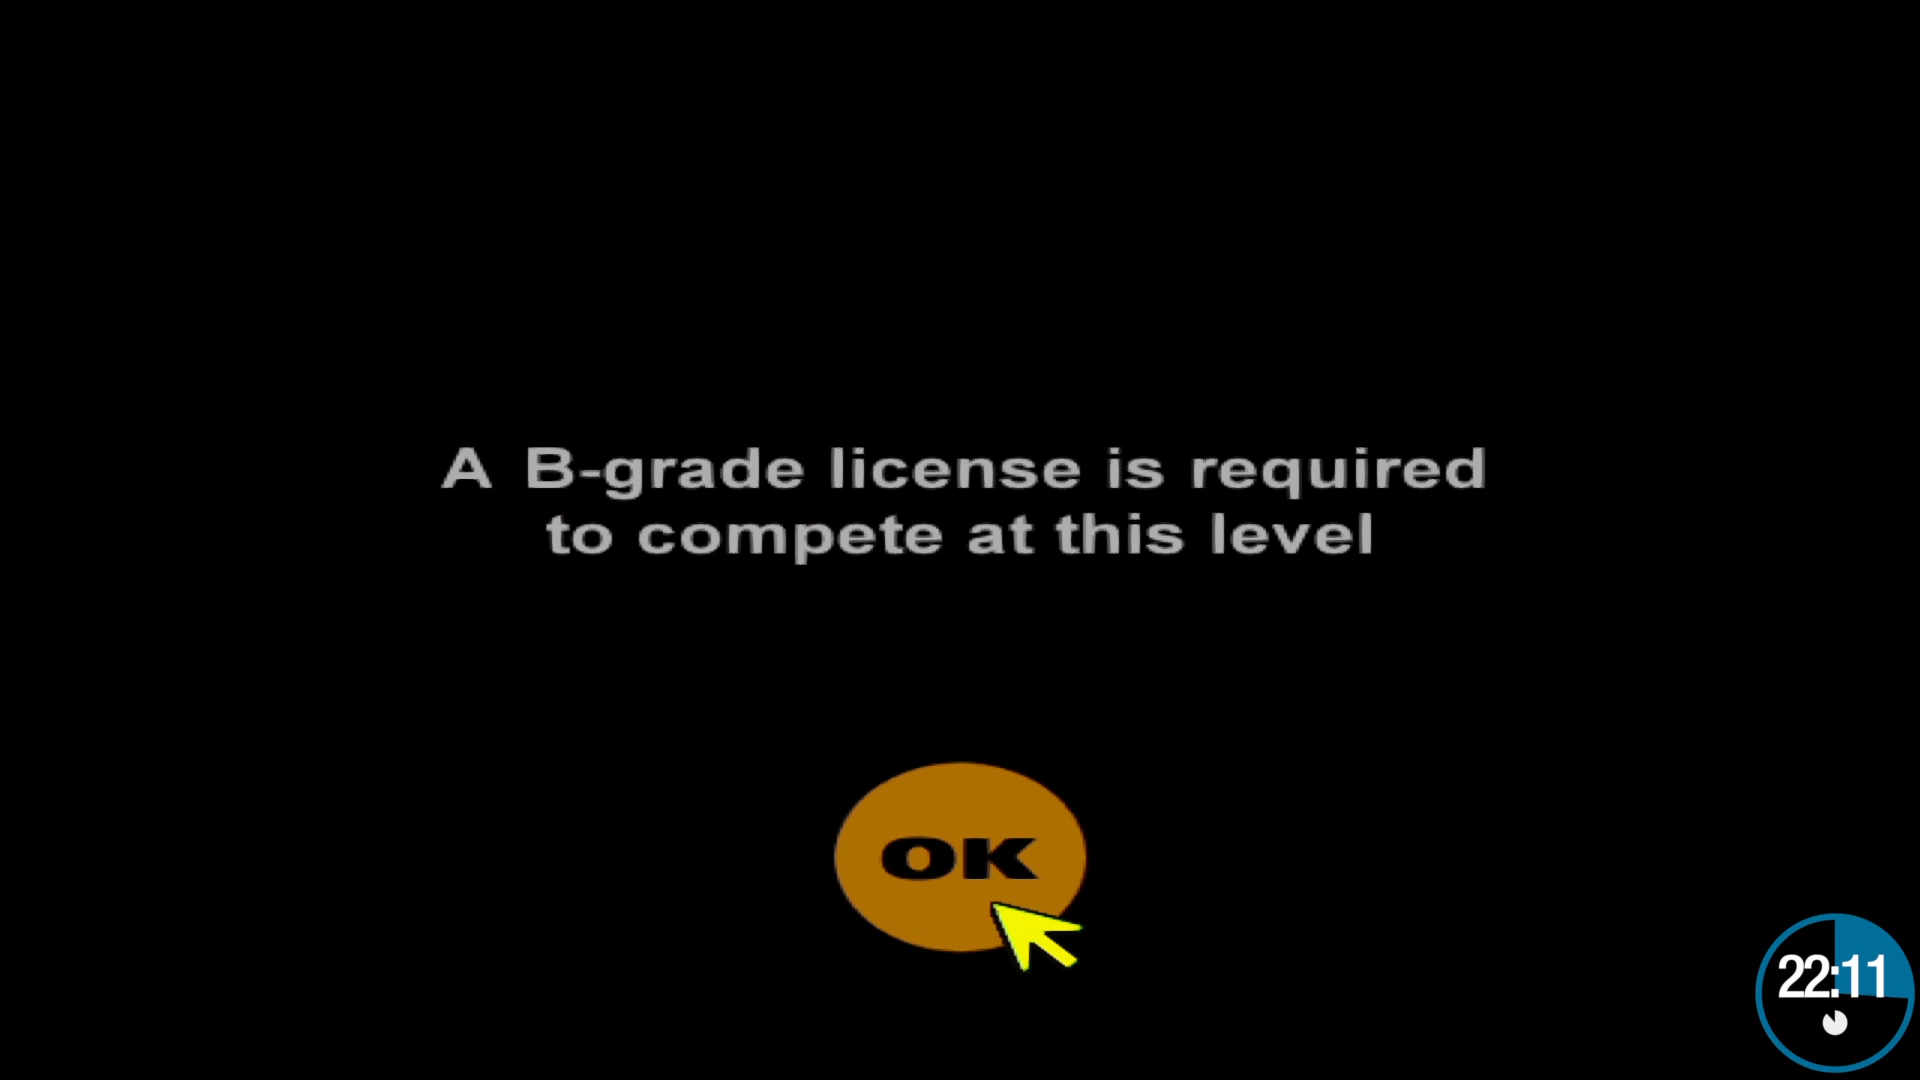 A B-grade license is required
to compete at this level
OK
22:11